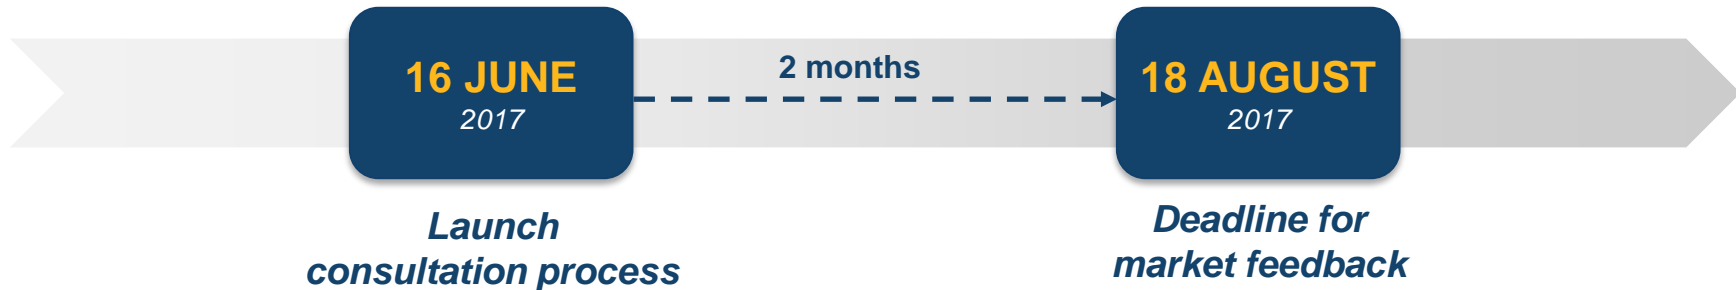 16 JUNE
2017
2 months
18 AUGUST
2017
Launch
consultation process
Deadline for
market feedback